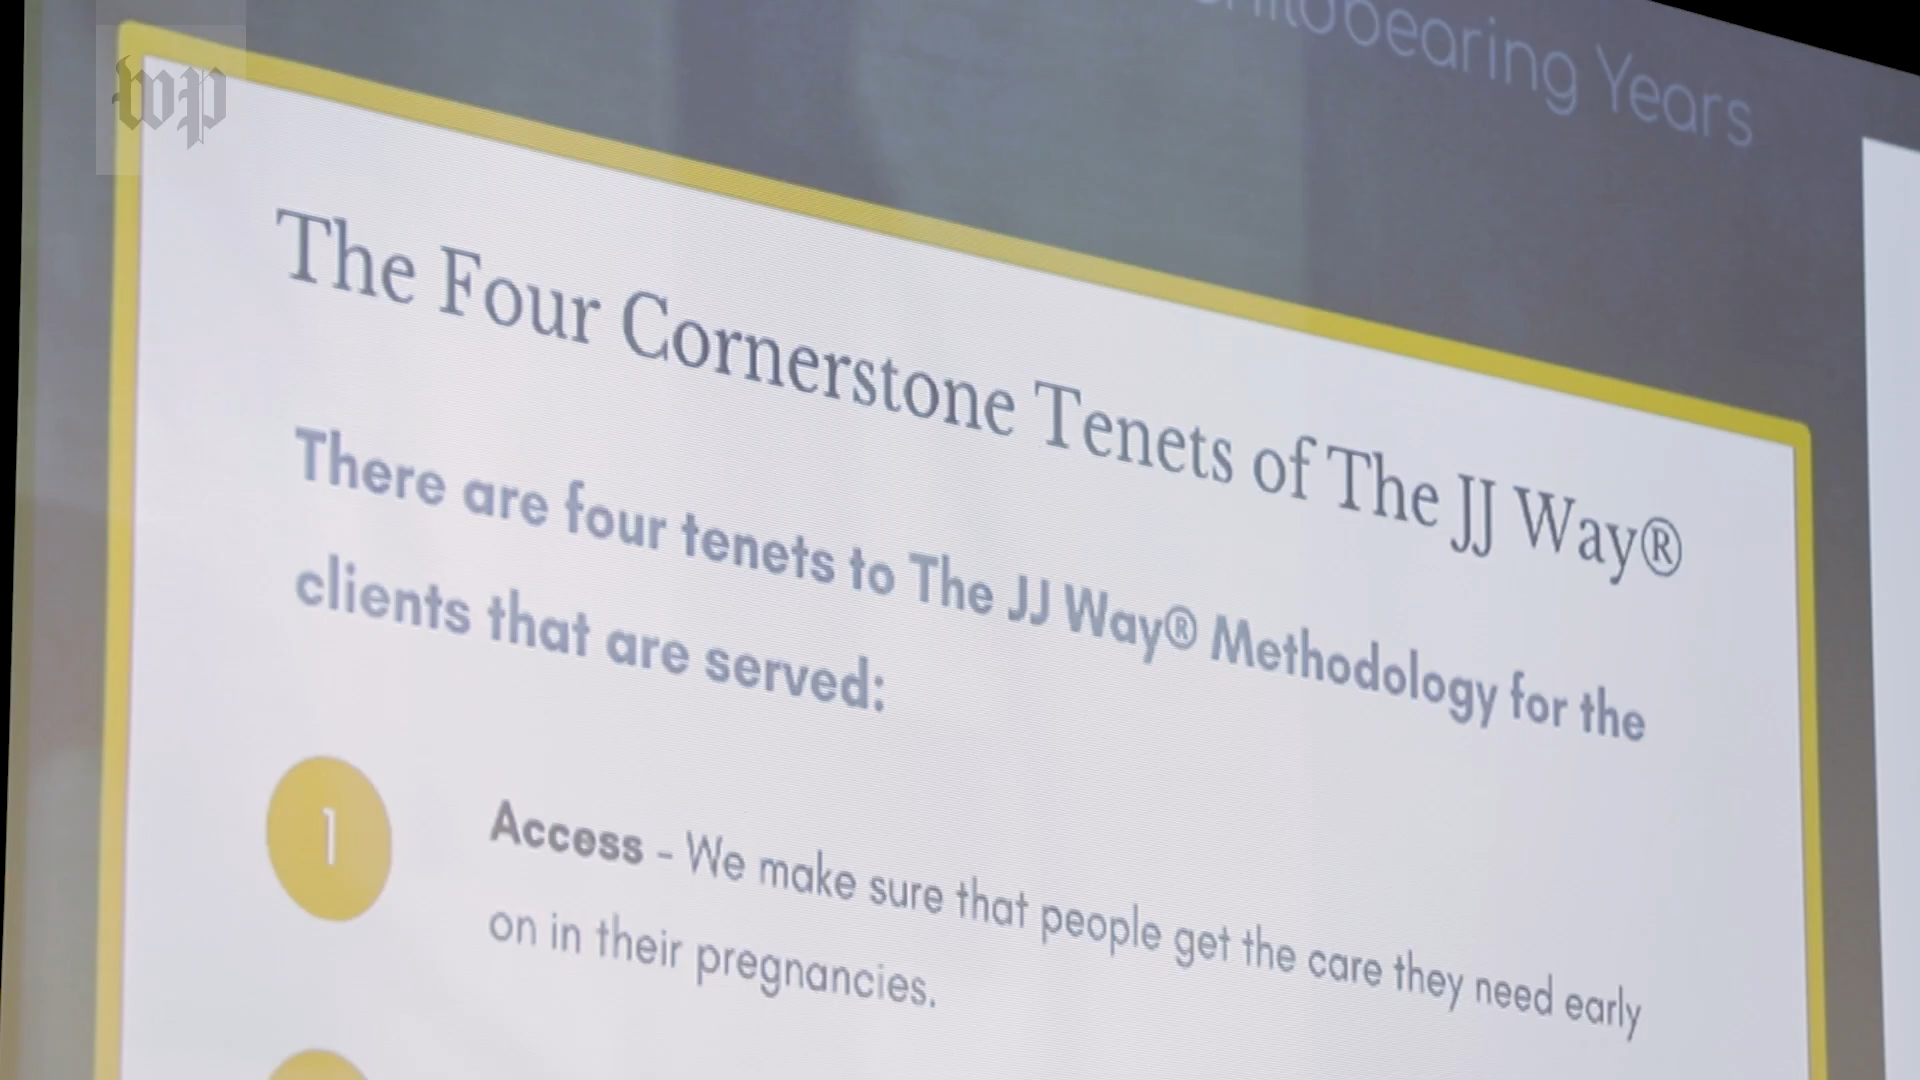 wp
Years
The Four Cornerstone Tenets of The JJ Way®
There are four tenets to The JJ Way® Methodology for the
clients that are served:
1
Access - We make sure that people get the care they need early
on in their pregnancies.